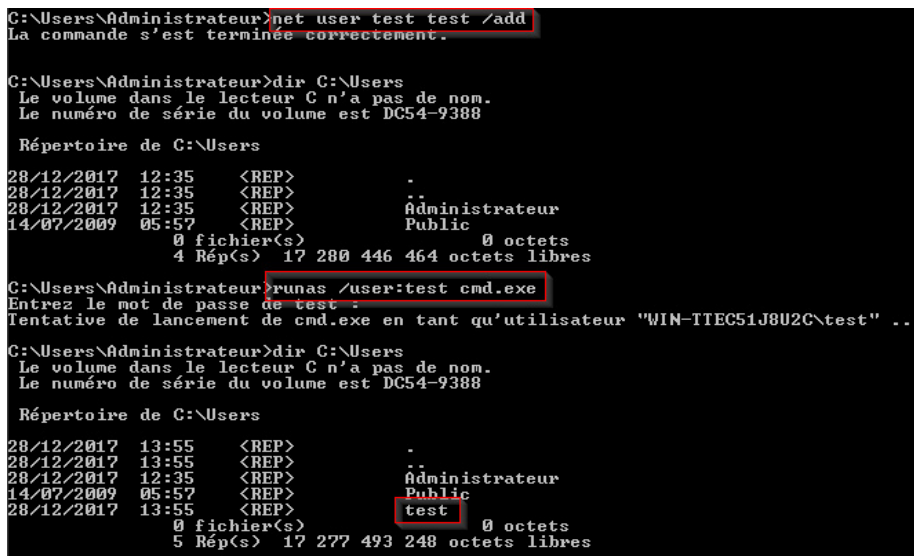 C:\Users\Administrateur>net user test test /add
La commande s'est terminée correctement.
C:\Users\Administrateur>dir C:\Users
Le volume dans le lecteur C n'a pas de nom.
Le numéro de série du volume est DC54-9388
Répertoire de C:\Users
28/12/2017 12:35 <REP> .
28/12/2017 12:35 <REP> ..
28/12/2017 12:35 <REP> Administrateur
14/07/2009 05:57 <REP> Public
0 fichier(s) 0 octets
4 Rép(s) 17 280 446 464 octets libres
C:\Users\Administrateur>runas /user:test cmd.exe
Entrez le mot de passe de test :
Tentative de lancement de cmd.exe en tant qu'utilisateur "WIN-TTEC51J8U2C\test" ..
C:\Users\Administrateur>dir C:\Users
Le volume dans le lecteur C n'a pas de nom.
Le numéro de série du volume est DC54-9388
Répertoire de C:\Users
28/12/2017 13:55 <REP> .
28/12/2017 13:55 <REP> ..
28/12/2017 12:35 <REP> Administrateur
14/07/2009 05:57 <REP> Public
28/12/2017 13:55 <REP> test
0 fichier(s) 0 octets
5 Rép(s) 17 277 493 248 octets libres